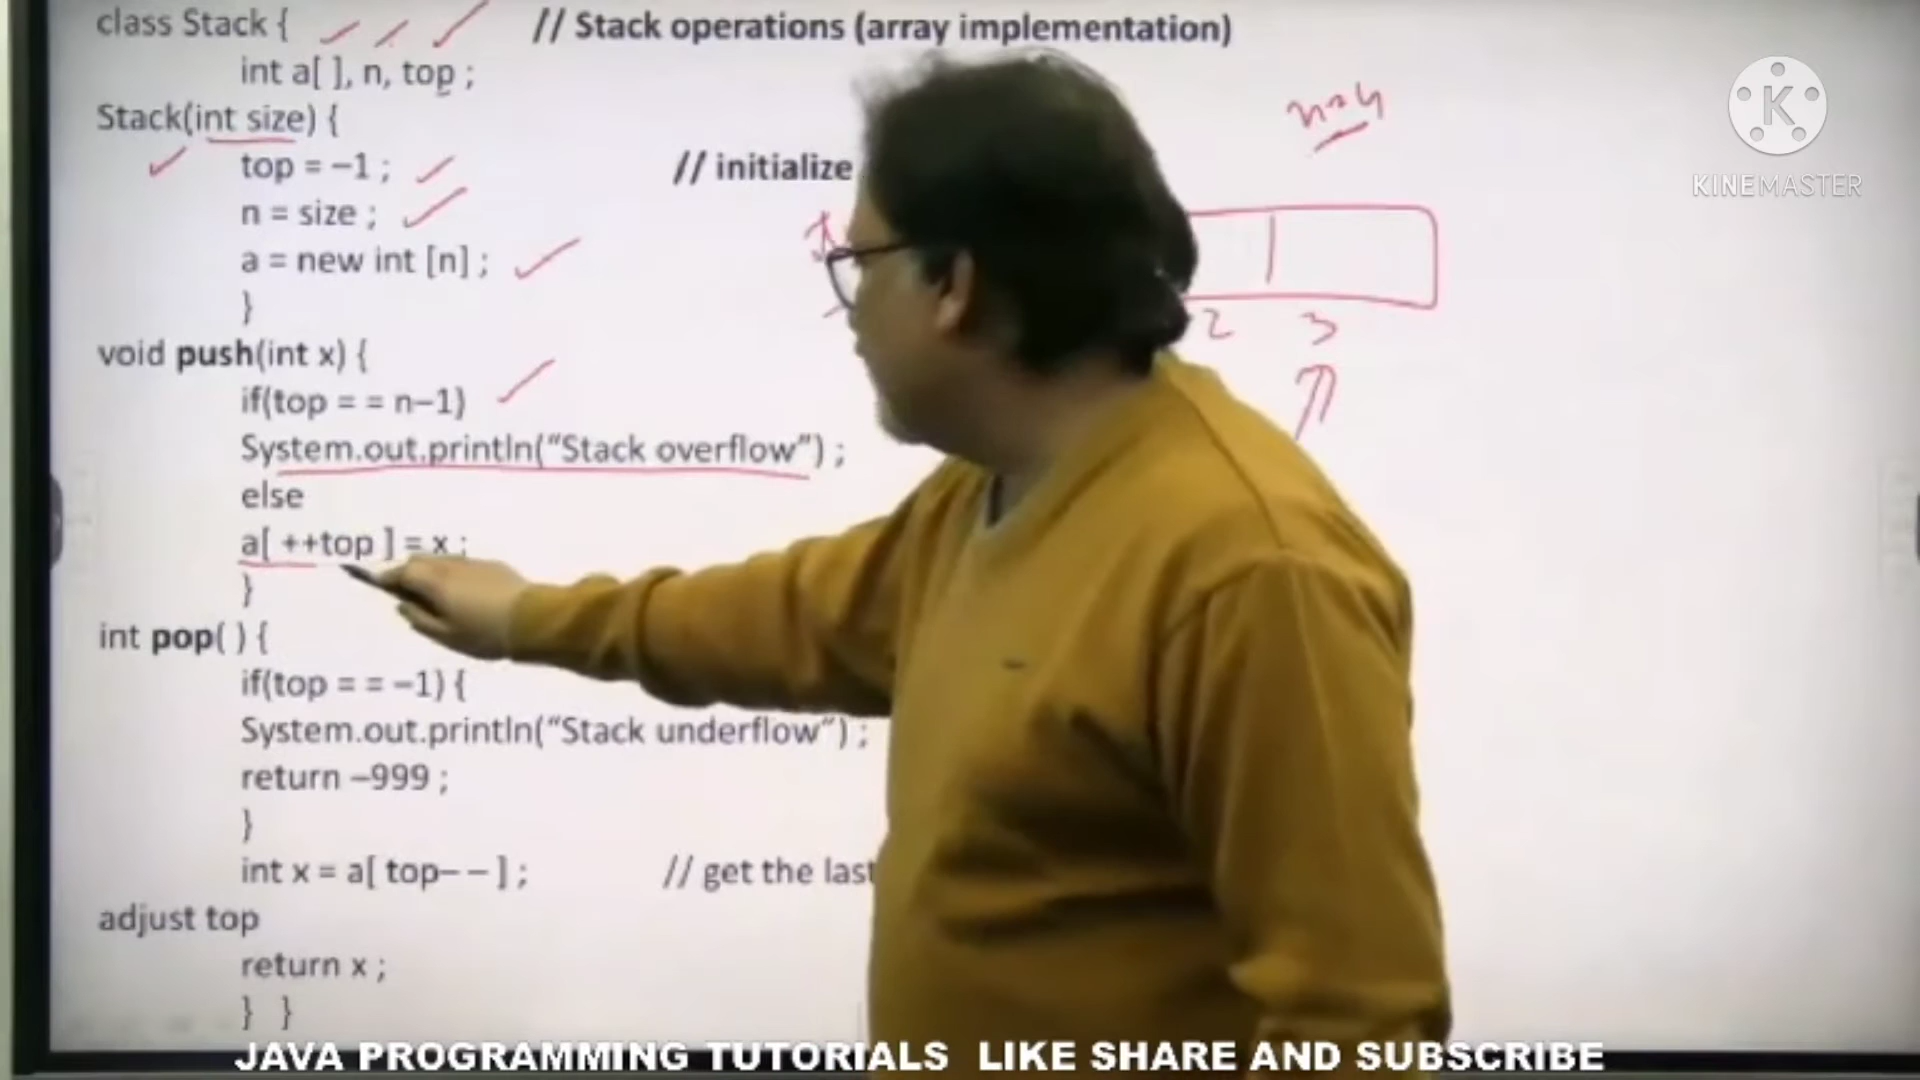 class Stack { // Stack operations (array implementation)
int a[ ], n, top ;
Stack(int size) {
top = –1 ; // initialize
n = size ;
a = new int [n] ;
}
void push(int x) {
if(top = = n–1)
System.out.println(“Stack overflow”) ;
else
a[ ++top ] = x ;
}
int pop( ) {
if(top = = –1) {
System.out.println(“Stack underflow”) ;
return –999 ;
}
int x = a[ top– – ] ; // get the last
adjust top
return x ;
} }
n=4
2 3
K
KINEMASTER
JAVA PROGRAMMING TUTORIALS LIKE SHARE AND SUBSCRIBE